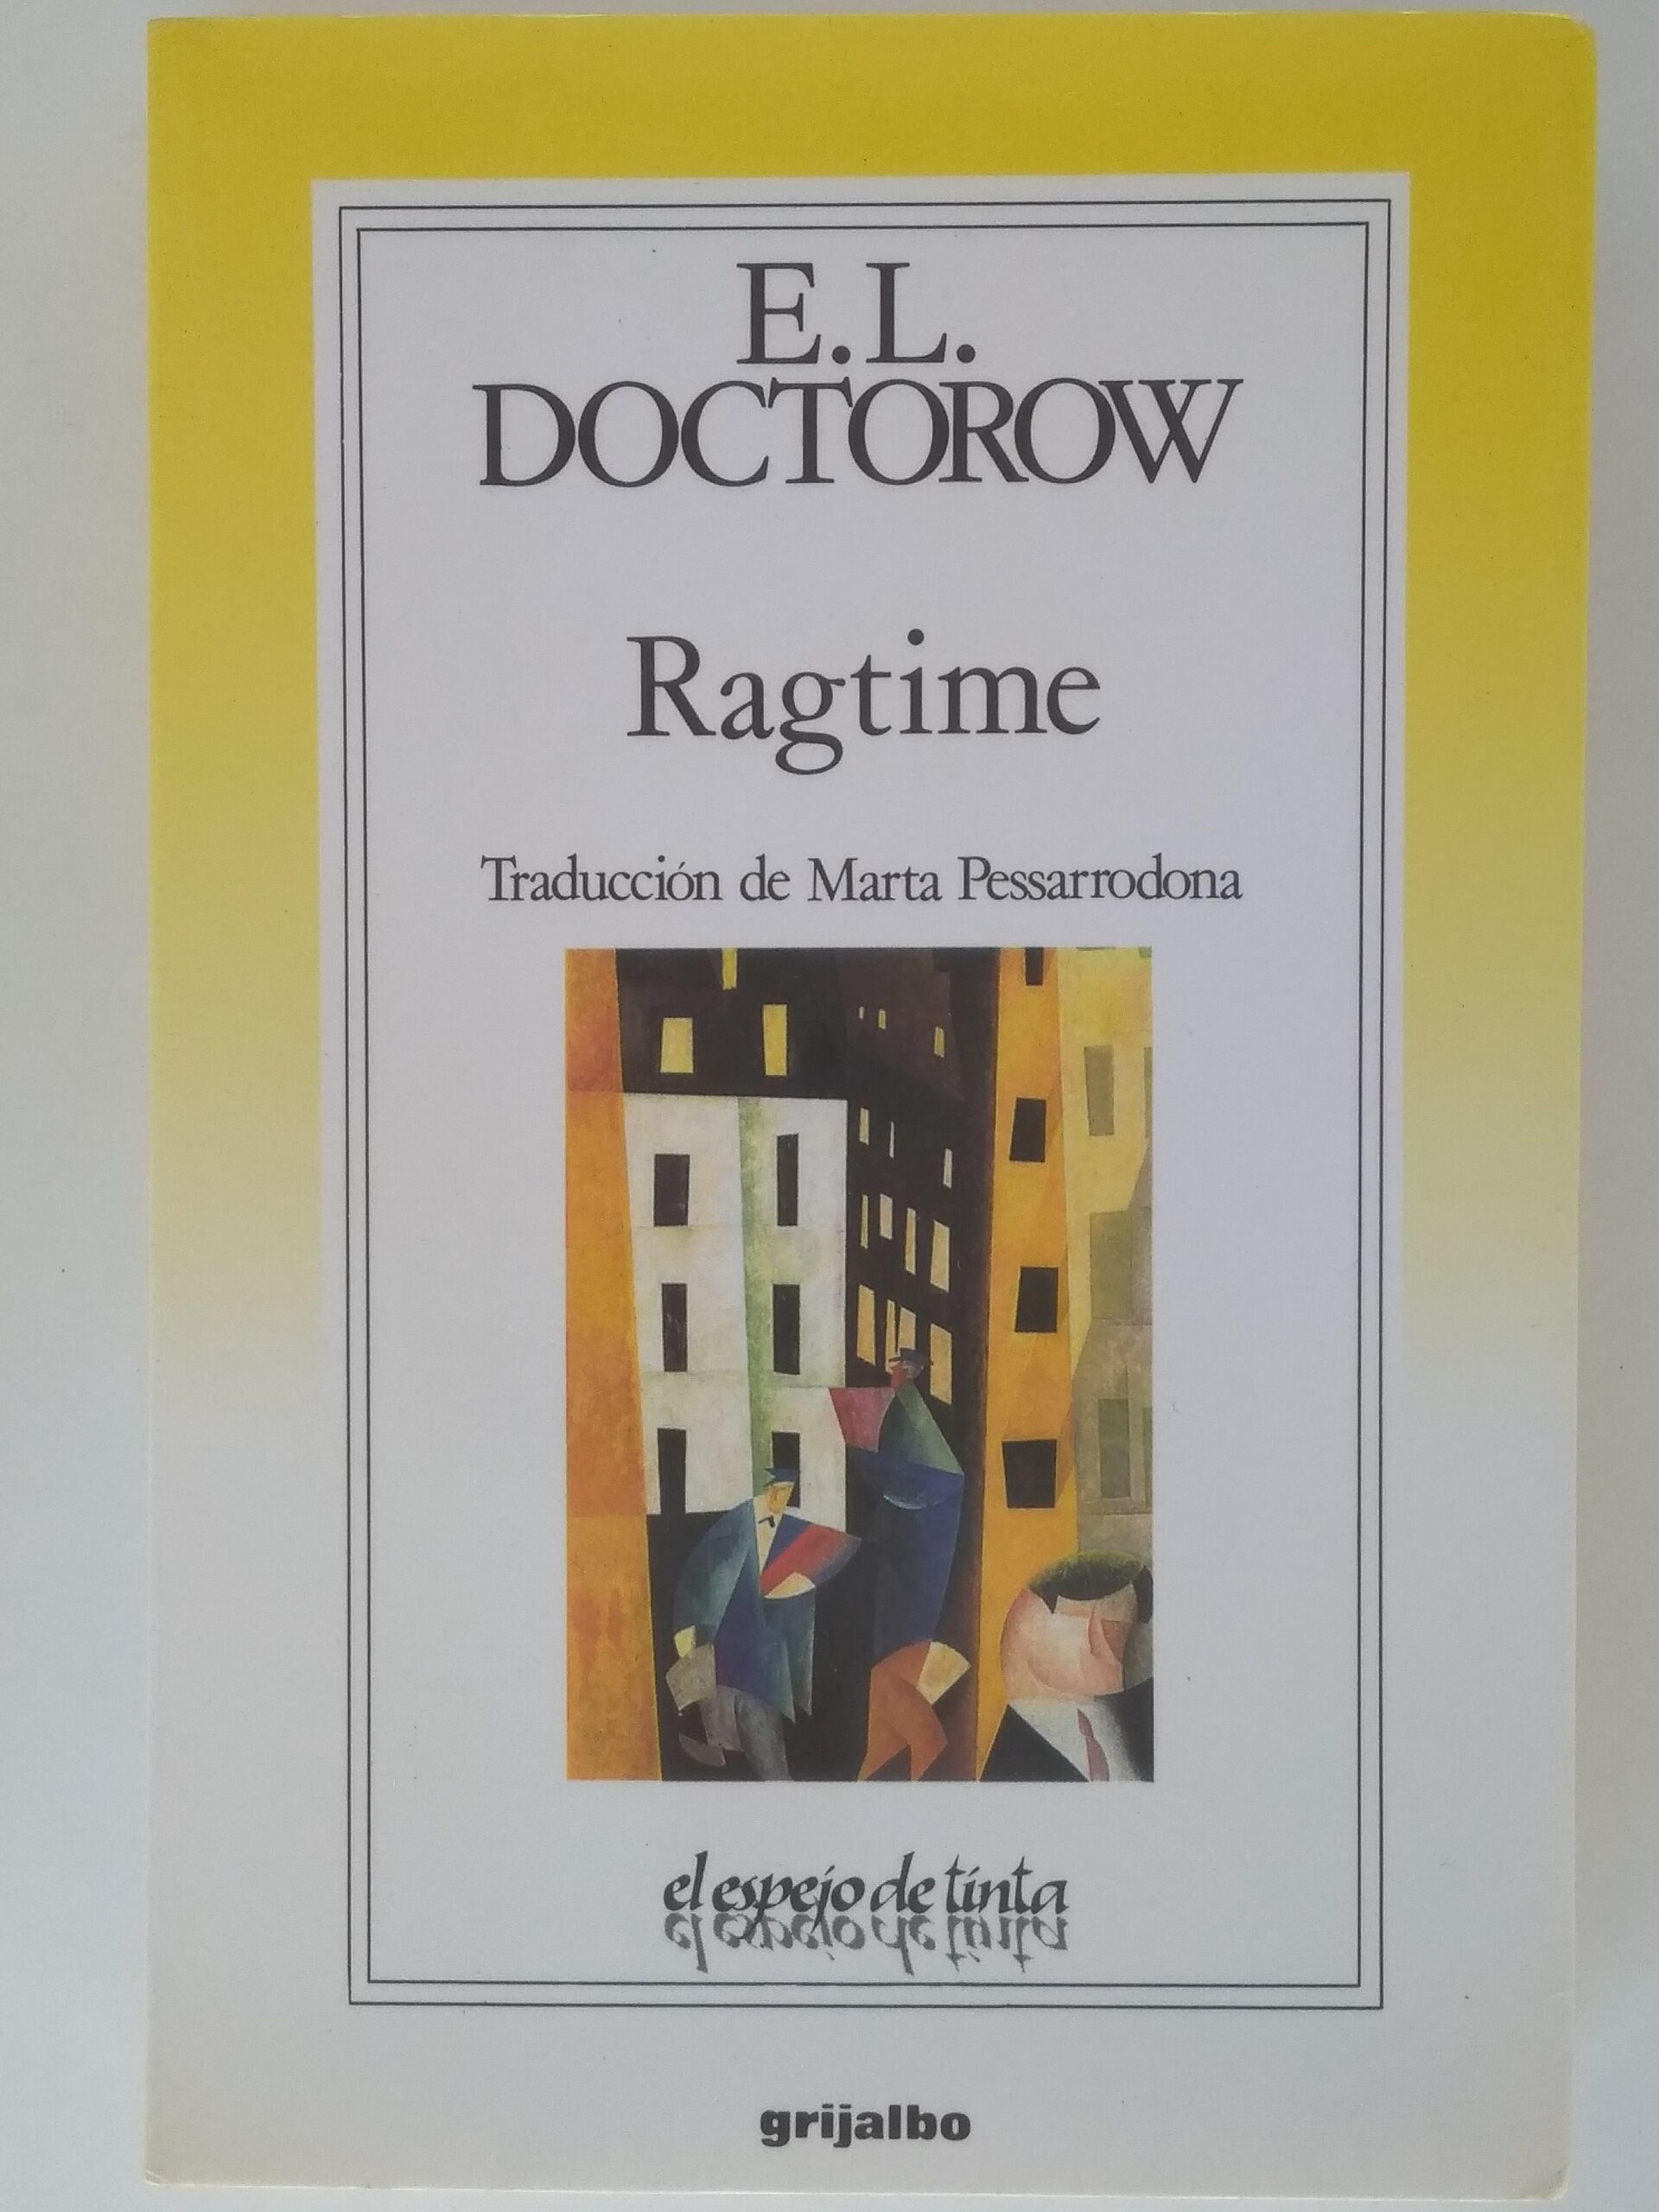 E.L.
DOCTOROW
Ragtime
Traducción de Marta Pessarrodona
el espejo de tinta
el espejo de tinta
grijalbo